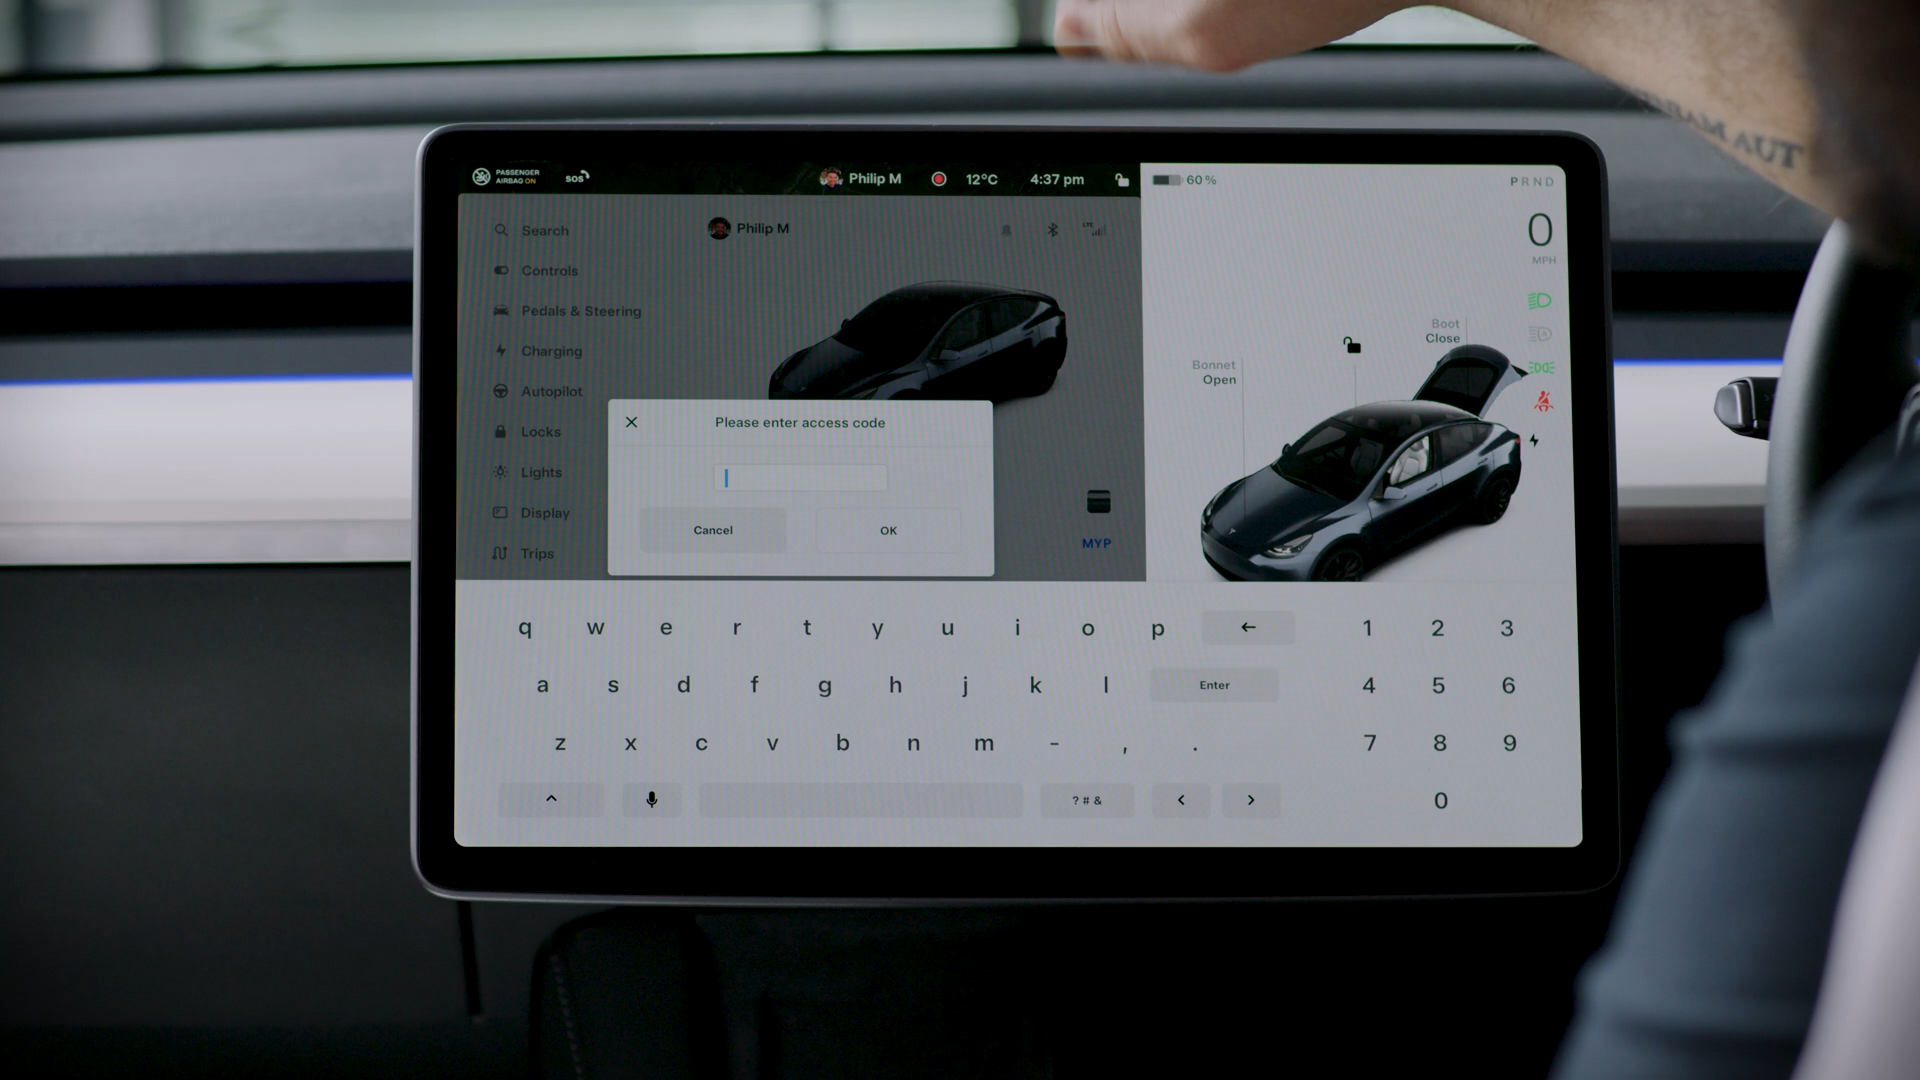 PASSENGER
AIRBAG ON
SOS
Philip M
12°C
4:37 pm
60 %
P R N D
Search
Philip M
LTE
0
MPH
Controls
Pedals & Steering
Charging
Autopilot
Locks
Lights
Display
Trips
Please enter access code
Cancel
OK
MYP
Boot
Close
Bonnet
Open
q w e r t y u i o p ← 1 2 3
a s d f g h j k l Enter 4 5 6
z x c v b n m - , . 7 8 9
? # & < > 0
AUT